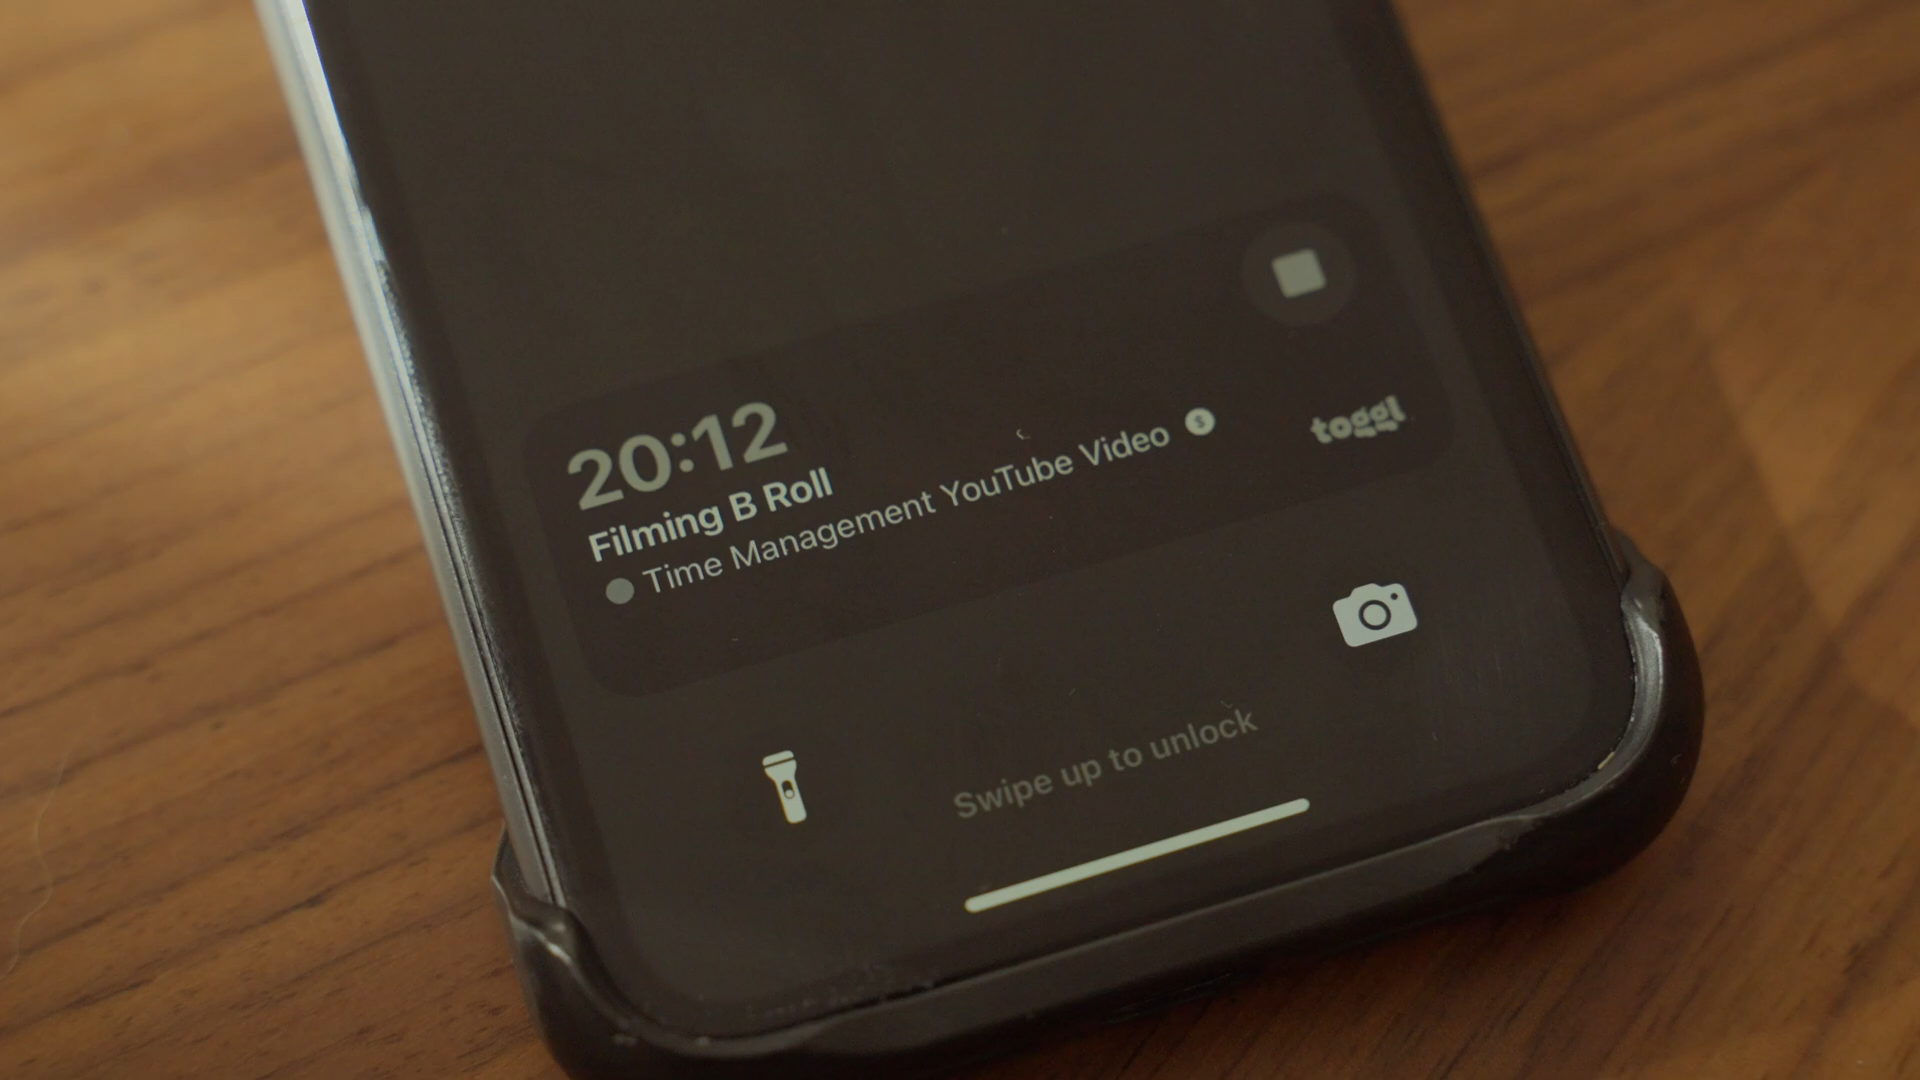 20:12
Filming B Roll
Time Management YouTube Video $
toggl
Swipe up to unlock